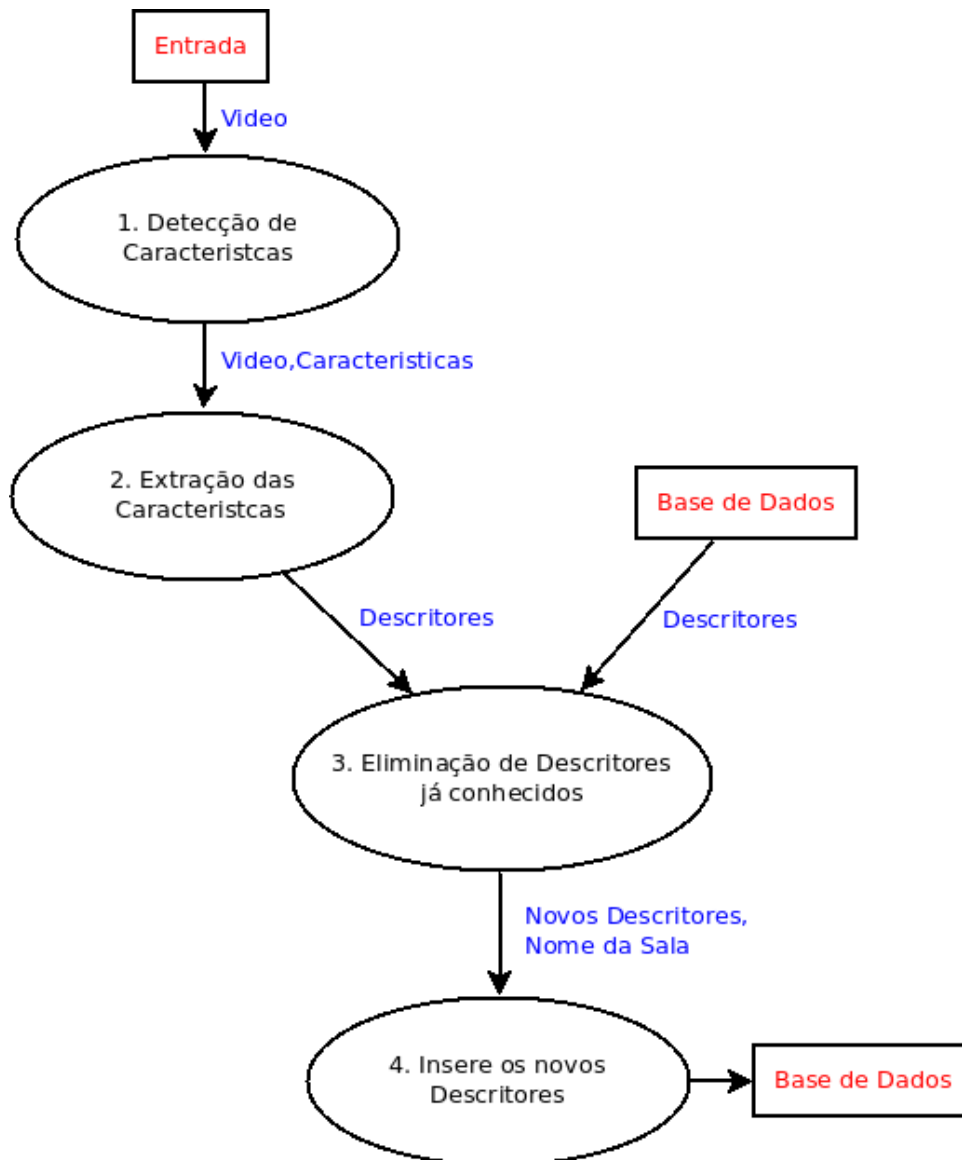 Entrada
Video
1. Detecção de
Caracteristcas
Video,Caracteristicas
2. Extração das
Caracteristcas
Base de Dados
Descritores
Descritores
3. Eliminação de Descritores
já conhecidos
Novos Descritores,
Nome da Sala
4. Insere os novos
Descritores
Base de Dados